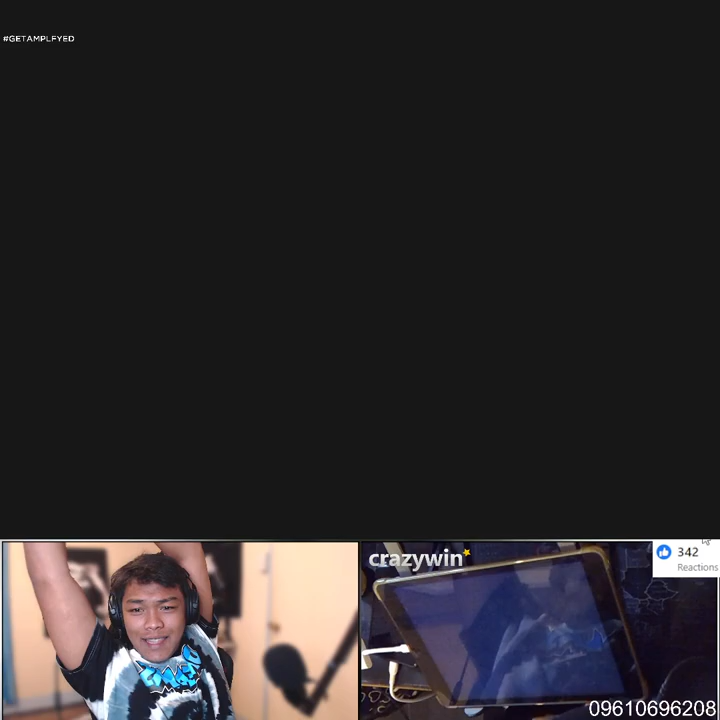 #GETAMPLFYED
crazywin
342
Reactions
09610696208